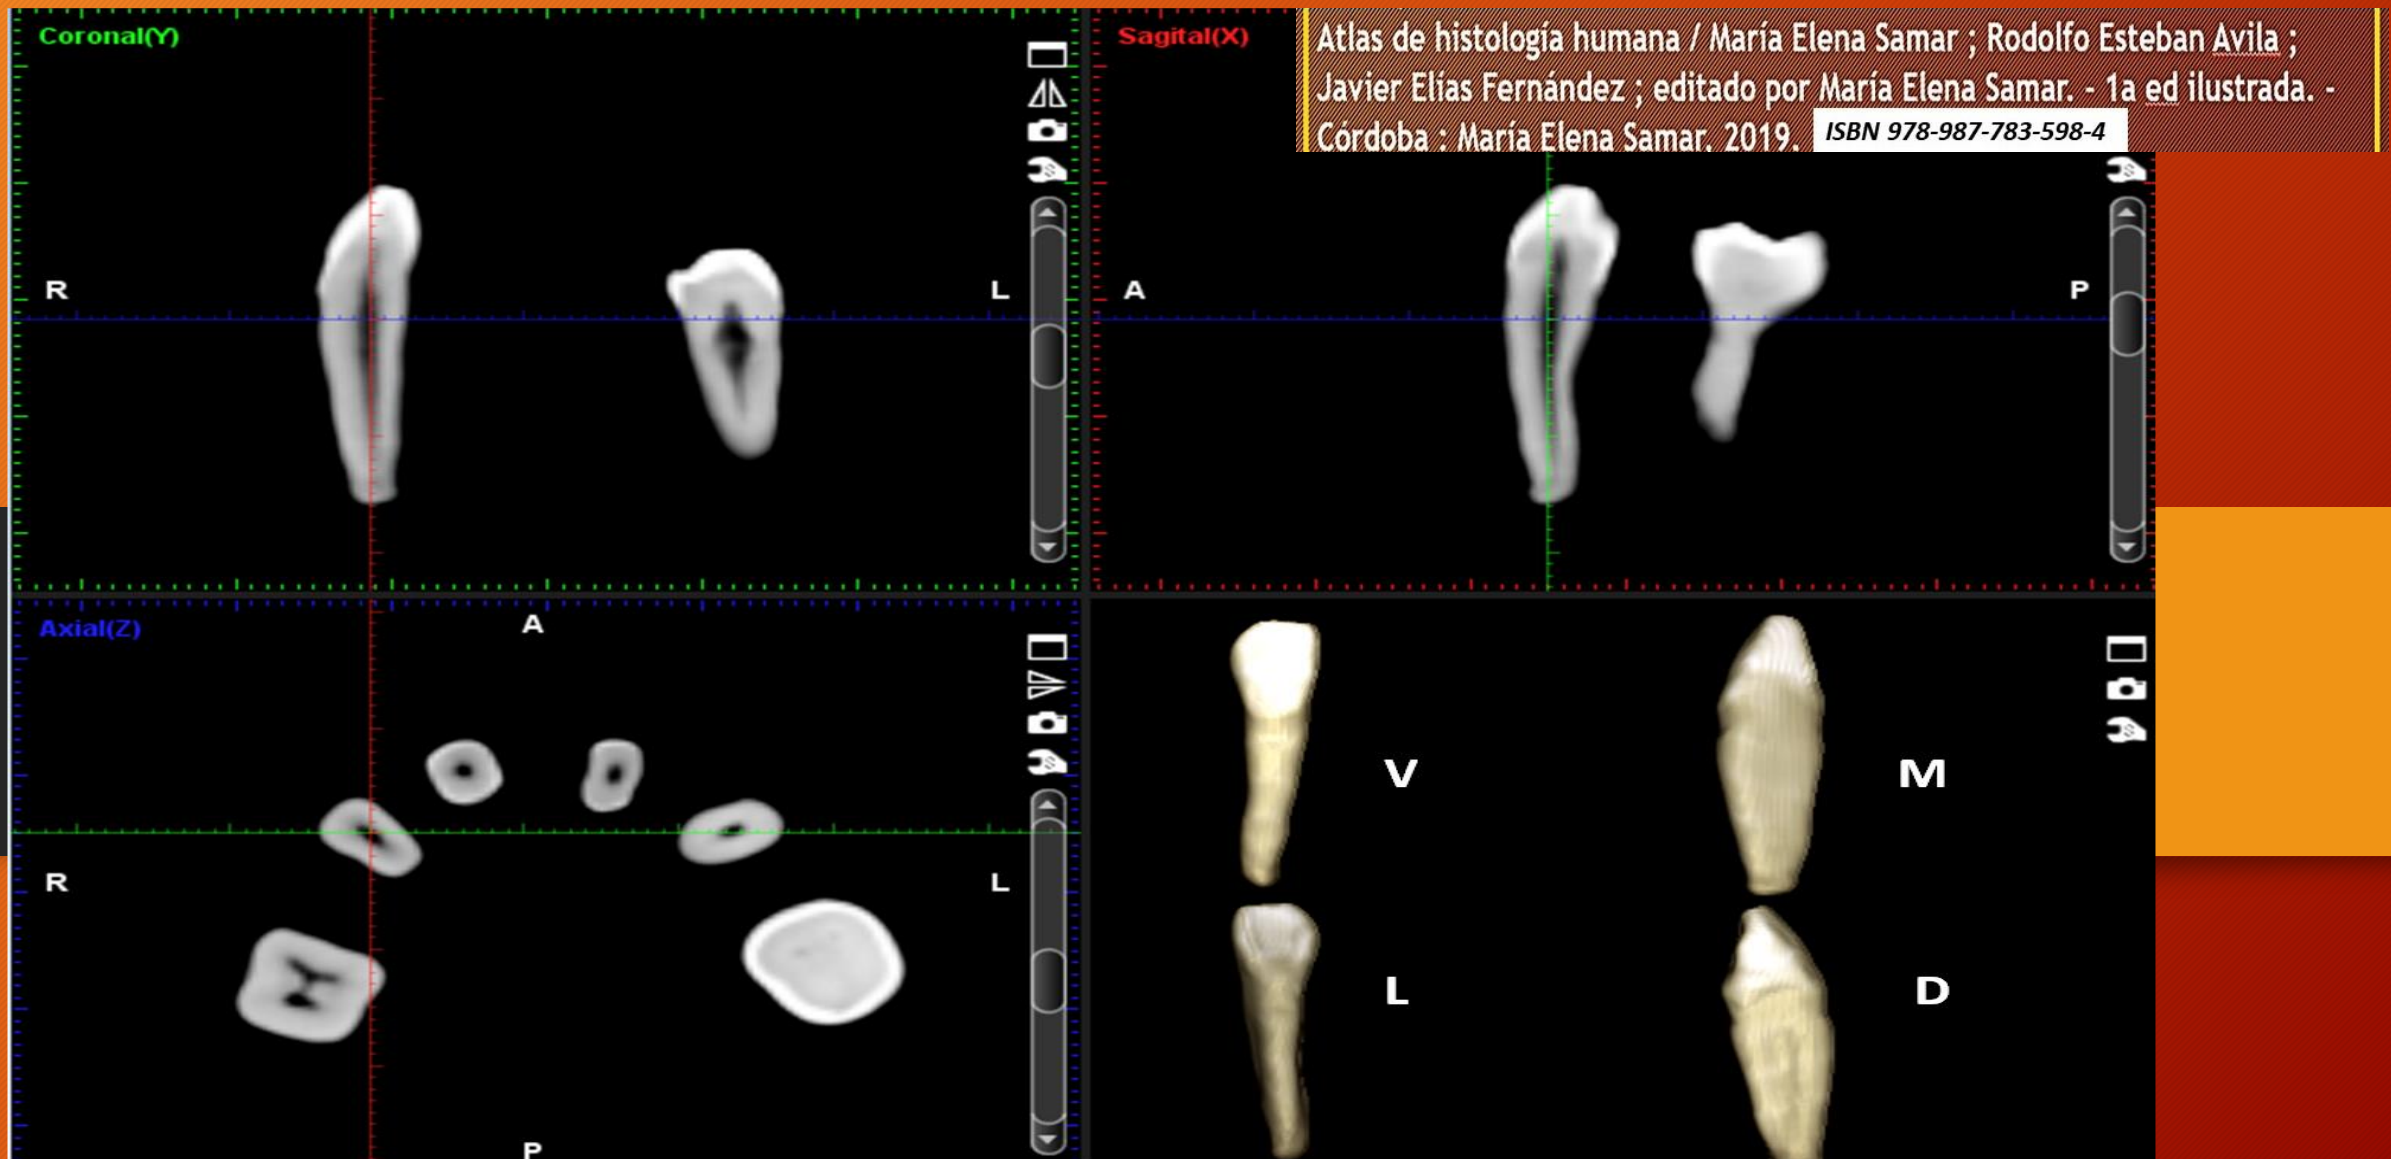 Coronal(Y)
R
L
Sagital(X)
Atlas de histología humana / María Elena Samar ; Rodolfo Esteban Avila ;
Javier Elías Fernández ; editado por María Elena Samar. - 1a ed ilustrada. -
Córdoba : María Elena Samar, 2019. ISBN 978-987-783-598-4
A
P
Axial(Z)
A
R
L
P
V
M
L
D